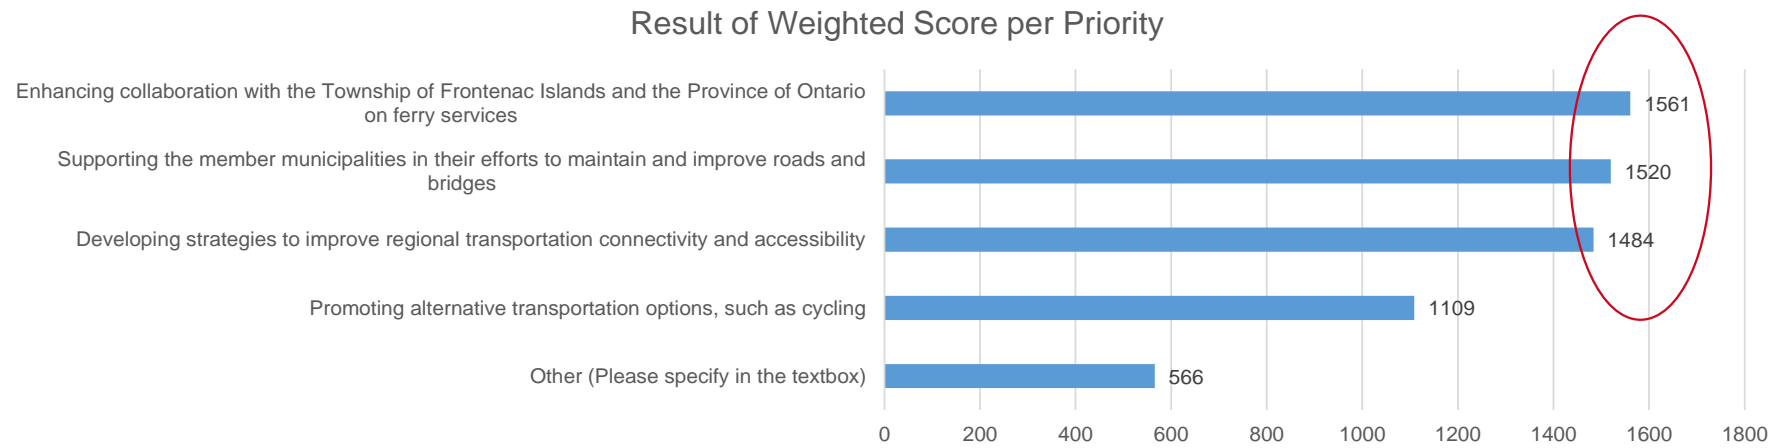 Result of Weighted Score per Priority
Enhancing collaboration with the Township of Frontenac Islands and the Province of Ontario
on ferry services
1561
Supporting the member municipalities in their efforts to maintain and improve roads and
bridges
1520
Developing strategies to improve regional transportation connectivity and accessibility
1484
Promoting alternative transportation options, such as cycling
1109
Other (Please specify in the textbox)
566
0 200 400 600 800 1000 1200 1400 1600 1800